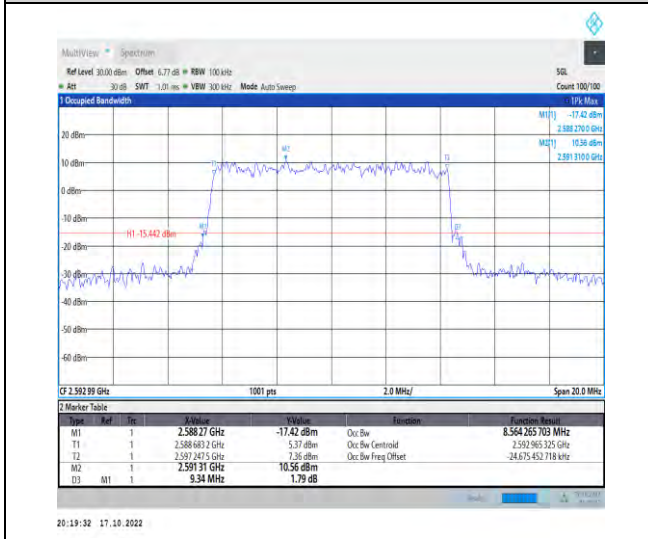 MultiView Spectrum
Ref Level 30.00 dBm Offset 6.77 dB RBW 100 kHz SGL
Att 30 dB SWT 1.01 ms VBW 300 kHz Mode Auto Sweep Count 100/100
1 Occupied Bandwidth 1Pk Max
M1[1] -17.42 dBm
2.588 270 0 GHz
M2[1] 10.56 dBm
2.591 310 0 GHz
20 dBm
M2
10 dBm
T1
T2
0 dBm
-10 dBm
M1
D3
H1 -15.442 dBm
-20 dBm
-30 dBm
-40 dBm
-50 dBm
-60 dBm
CF 2.592 99 GHz 1001 pts 2.0 MHz/ Span 20.0 MHz
2 Marker Table
Type Ref Trc X-Value Y-Value Function Function Result
M1 1 2.588 27 GHz -17.42 dBm Occ Bw 8.564 265 703 MHz
T1 1 2.588 683 2 GHz 5.37 dBm Occ Bw Centroid 2.592 965 325 GHz
T2 1 2.597 247 5 GHz 7.36 dBm Occ Bw Freq Offset -24.675 452 718 kHz
M2 1 2.591 31 GHz 10.56 dBm
D3 M1 1 9.34 MHz 1.79 dB
20:19:32 17.10.2022